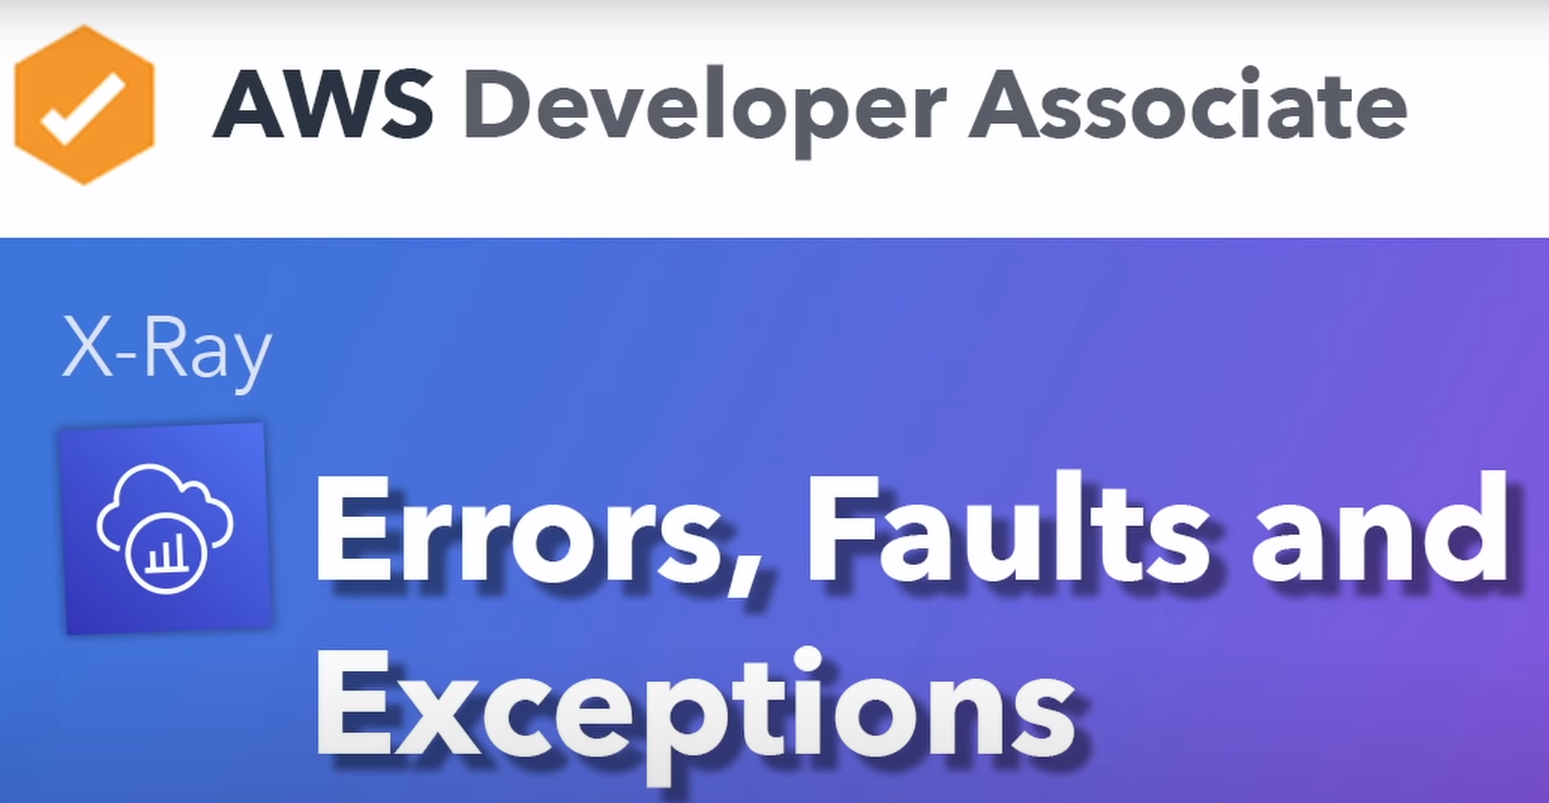 AWS Developer Associate
X-Ray
Errors, Faults and
Exceptions